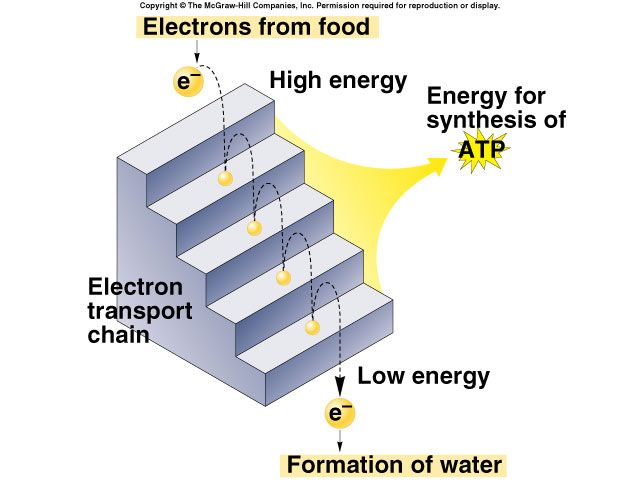 Copyright © The McGraw-Hill Companies, Inc. Permission required for reproduction or display.
Electrons from food
e–
High energy
Energy for
synthesis of
ATP
Electron
transport
chain
Low energy
e–
Formation of water